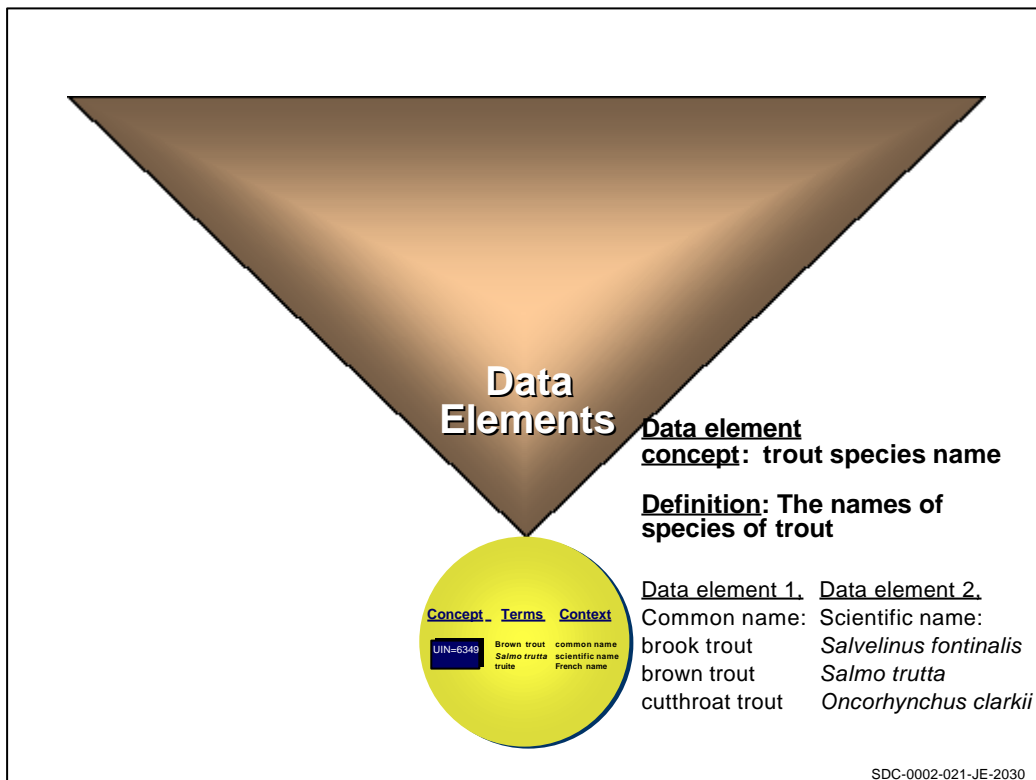 Data
Elements
Data element
concept: trout species name
Definition: The names of
species of trout
Concept Terms Context
UIN=6349
Brown trout common name
Salmo trutta scientific name
truite French name
Data element 1, Data element 2,
Common name: Scientific name:
brook trout Salvelinus fontinalis
brown trout Salmo trutta
cutthroat trout Oncorhynchus clarkii
SDC-0002-021-JE-2030